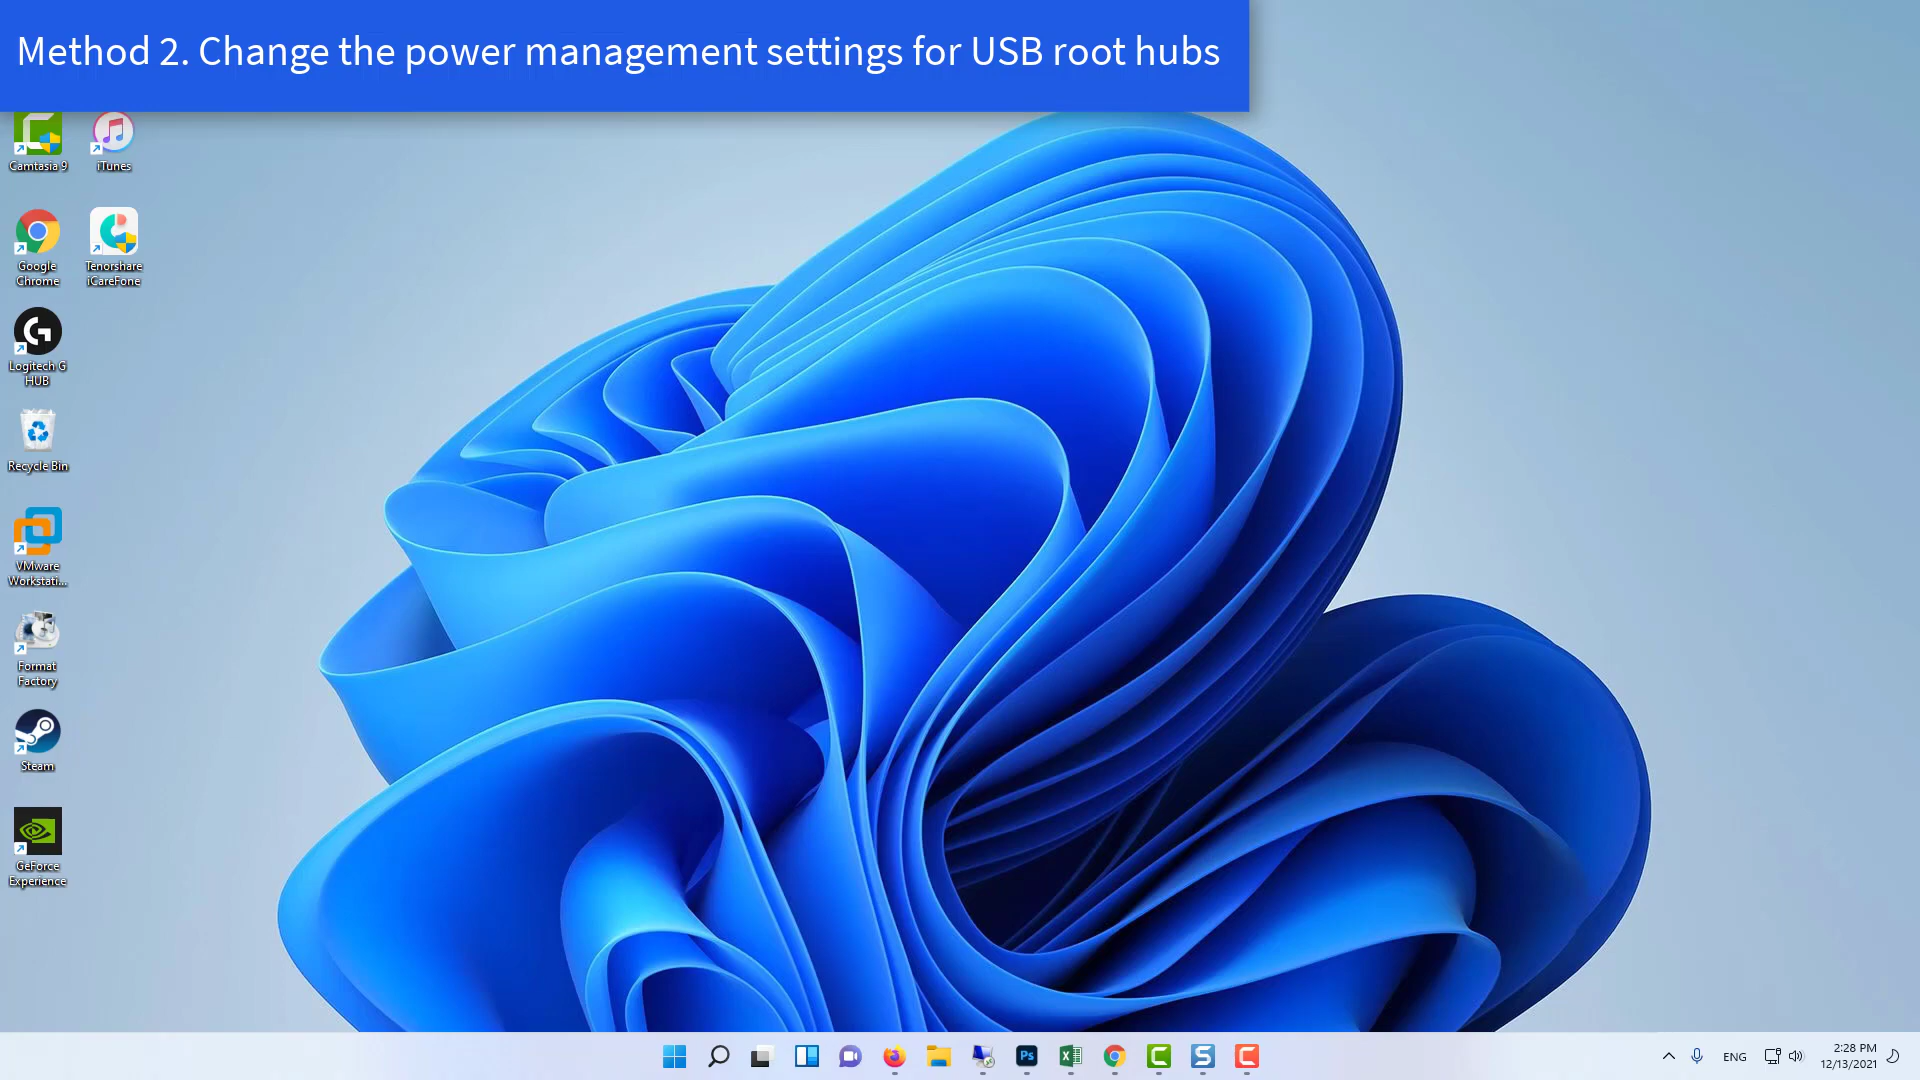 Method 2. Change the power management settings for USB root hubs
Camtasia 9
iTunes
Google
Chrome
Tenorshare
iCareFone
Logitech G
HUB
Recycle Bin
VMware
Workstati...
Format
Factory
Steam
GeForce
Experience
Ps
ENG
2:28 PM
12/13/2021